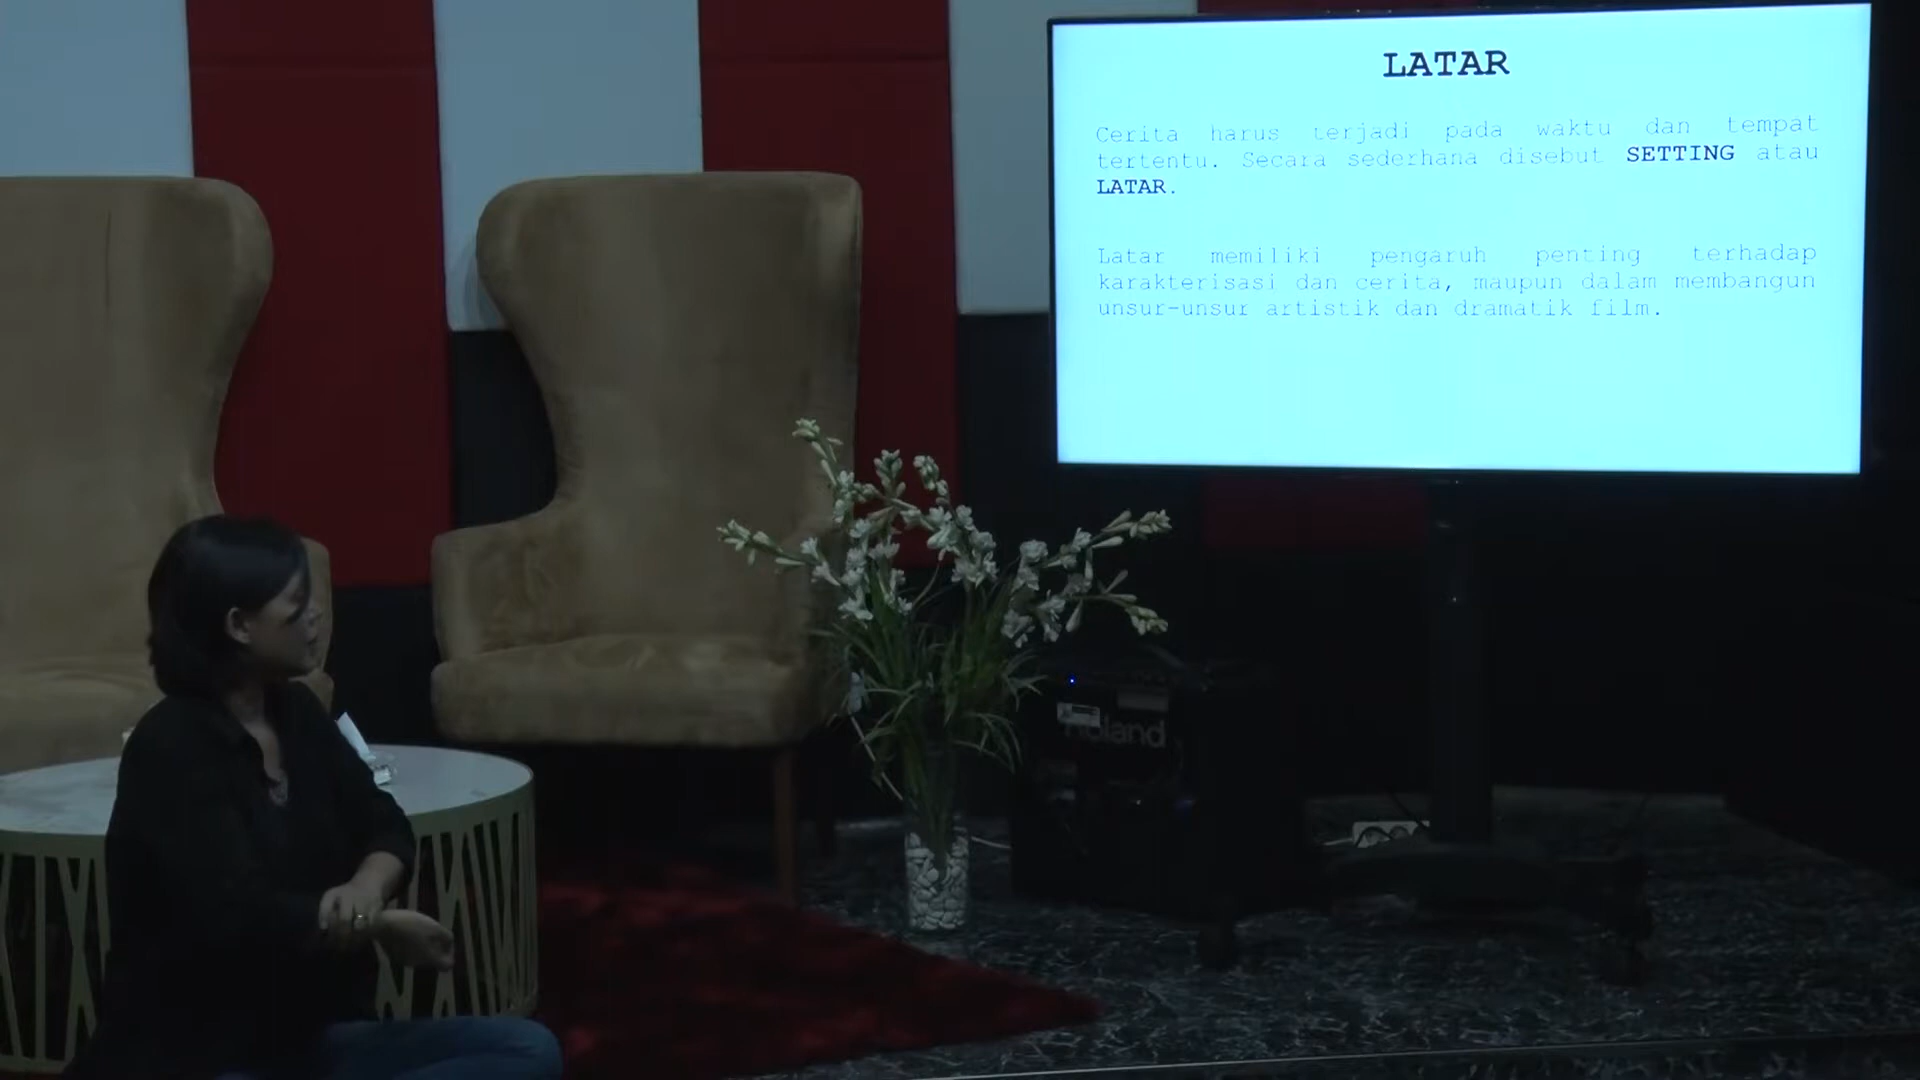 LATAR
Cerita harus terjadi pada waktu dan tempat
tertentu. Secara sederhana disebut SETTING atau
LATAR.
Latar memiliki pengaruh penting terhadap
karakterisasi dan cerita, maupun dalam membangun
unsur-unsur artistik dan dramatik film.
Roland